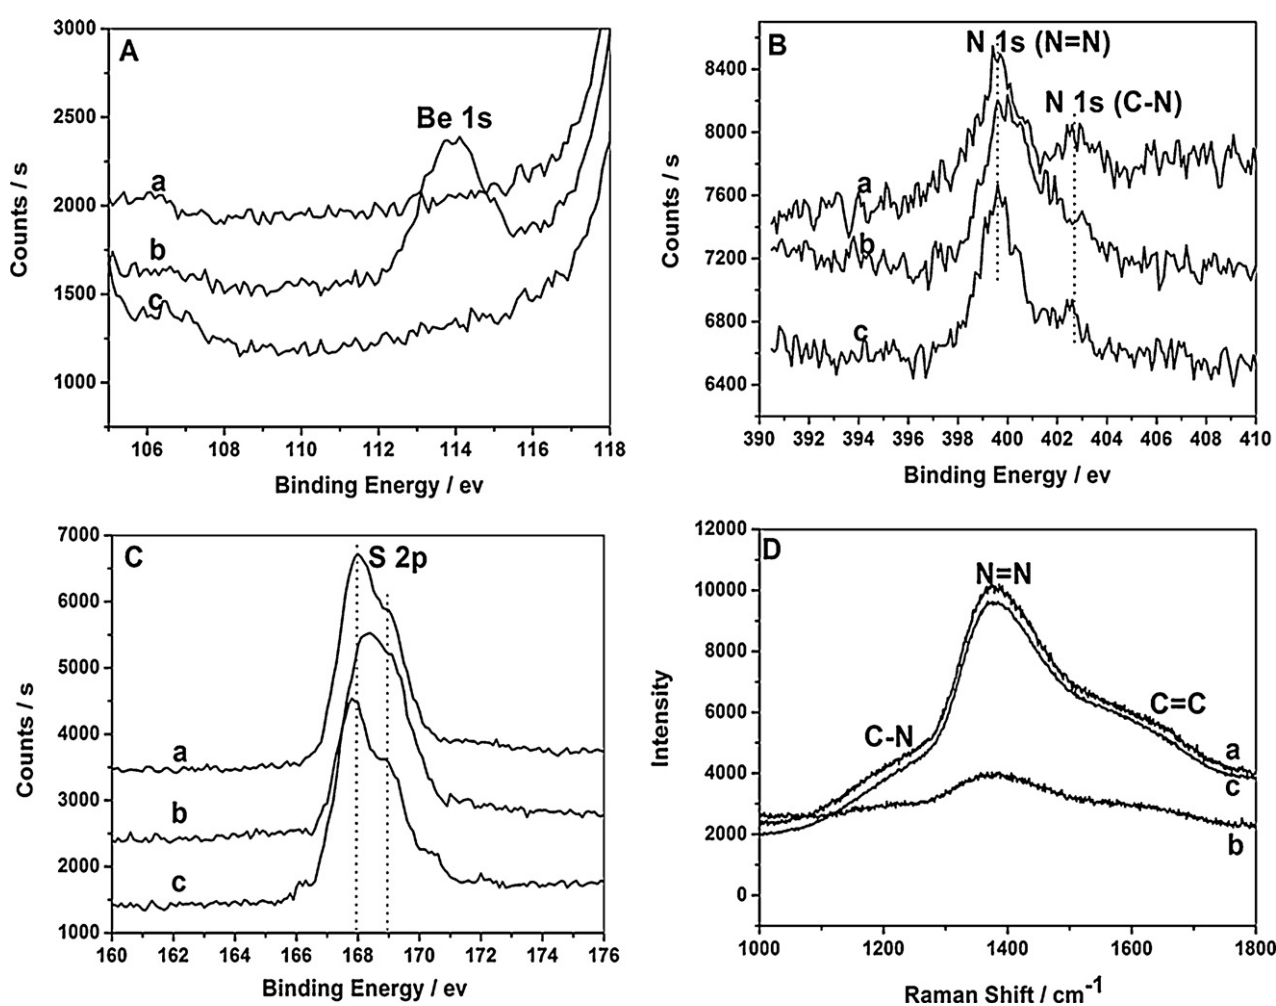 A
Be 1s
a
b
c
3000
2500
2000
1500
1000
106 108 110 112 114 116 118
Counts / s
Binding Energy / ev
B
N 1s (N=N)
N 1s (C-N)
a
b
c
8400
8000
7600
7200
6800
6400
390 392 394 396 398 400 402 404 406 408 410
Counts / s
Binding Energy / ev
C
S 2p
a
b
c
7000
6000
5000
4000
3000
2000
1000
160 162 164 166 168 170 172 174 176
Counts / s
Binding Energy / ev
D
N=N
C=C
C-N
a
c
b
12000
10000
8000
6000
4000
2000
0
1000 1200 1400 1600 1800
Intensity
Raman Shift / cm⁻¹